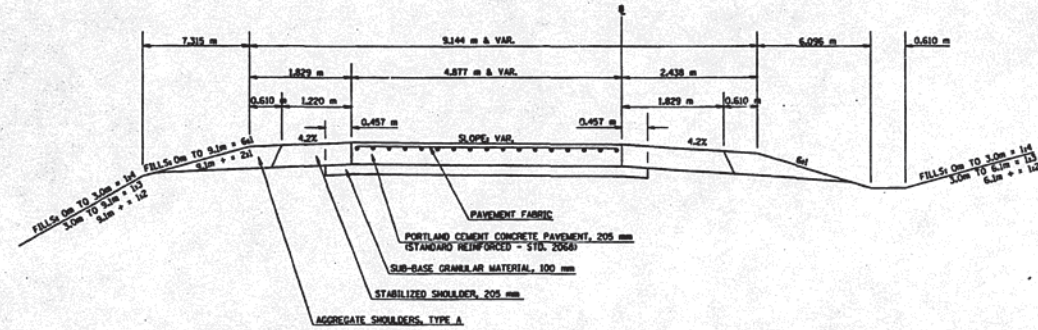 7.315 m
9.144 m & VAR.
6.096 m
0.610 m
1.829 m
4.877 m & VAR.
2.438 m
0.610 m
1.220 m
1.829 m
0.610 m
0.457 m
0.457 m
4.2%
SLOPE: VAR.
4.2%
6:1
FILLS: 0m TO 9.1m = 6:1
9.1m + = 2:1
FILLS: 0m TO 3.0m = 1:4
3.0m TO 9.1m = 1:3
9.1m + = 1:2
FILLS: 0m TO 3.0m = 1:4
3.0m TO 6.1m = 1:3
6.1m + = 1:2
PAVEMENT FABRIC
PORTLAND CEMENT CONCRETE PAVEMENT, 205 mm
(STANDARD REINFORCED - STD. 2068)
SUB-BASE GRANULAR MATERIAL, 100 mm
STABILIZED SHOULDER, 205 mm
AGGREGATE SHOULDERS, TYPE A